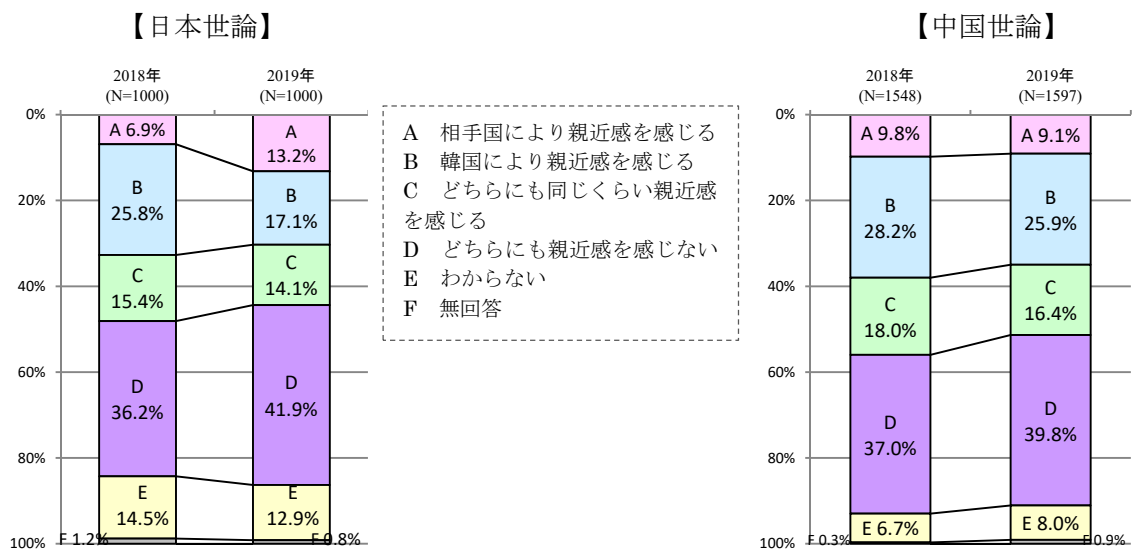 【日本世論】
2018年
(N=1000)
2019年
(N=1000)
0%
20%
40%
60%
80%
100%
A 6.9%
B
25.8%
C
15.4%
D
36.2%
E
14.5%
F 1.2%
A
13.2%
B
17.1%
C
14.1%
D
41.9%
E
12.9%
F 0.8%
A 相手国により親近感を感じる
B 韓国により親近感を感じる
C どちらにも同じくらい親近感
を感じる
D どちらにも親近感を感じない
E わからない
F 無回答
【中国世論】
2018年
(N=1548)
2019年
(N=1597)
0%
20%
40%
60%
80%
100%
A 9.8%
B
28.2%
C
18.0%
D
37.0%
E 6.7%
F 0.3%
A 9.1%
B
25.9%
C
16.4%
D
39.8%
E 8.0%
F 0.9%